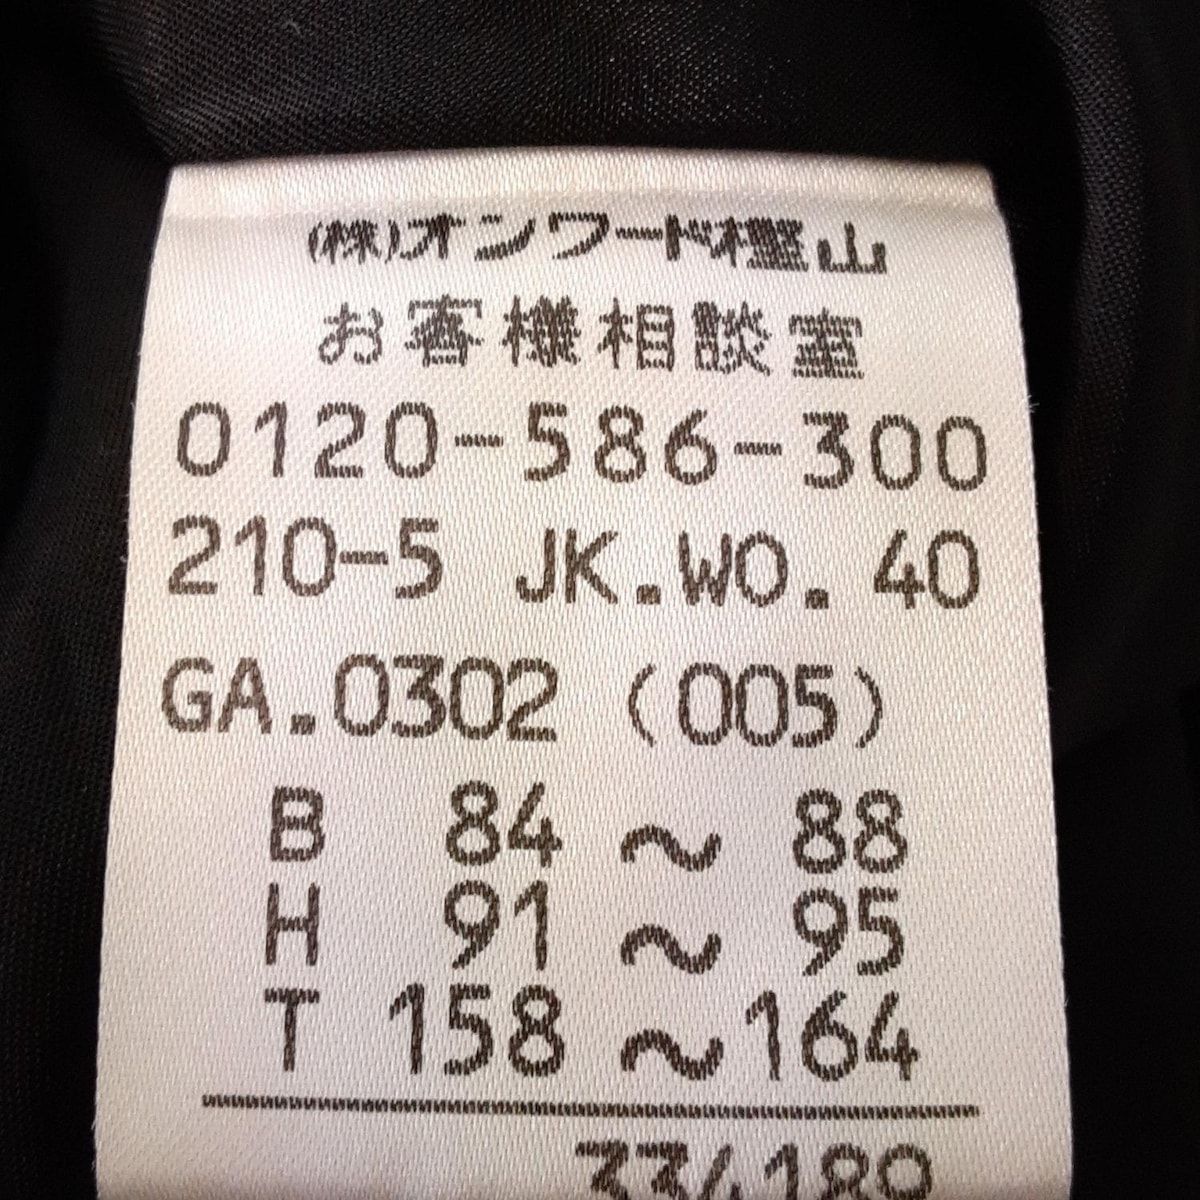 (株)オンワード樫山
お客様相談室
0120-586-300
210-5 JK.WO.40
GA.0302 (005)
B 84～88
H 91～95
T 158～164
334189